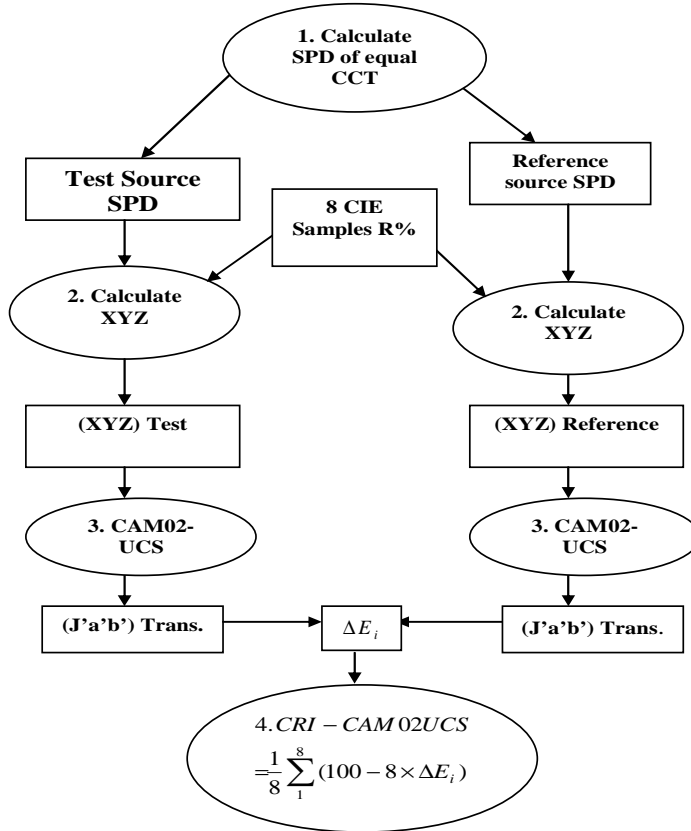 1. Calculate
SPD of equal
CCT
Test Source
SPD
Reference
source SPD
8 CIE
Samples R%
2. Calculate
XYZ
2. Calculate
XYZ
(XYZ) Test
(XYZ) Reference
3. CAM02-
UCS
3. CAM02-
UCS
(J'a'b') Trans.
ΔE_i
(J'a'b') Trans.
4.CRI − CAM02UCS
=1/8 ∑_1^8 (100 − 8 × ΔE_i)